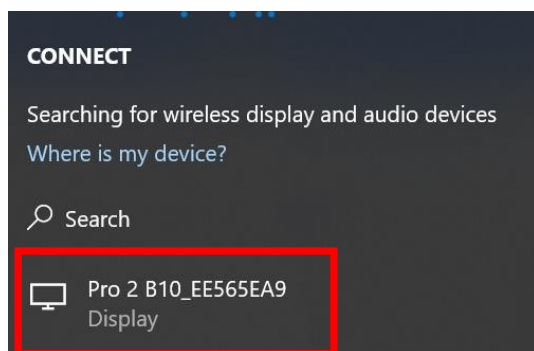 CONNECT
Searching for wireless display and audio devices
Where is my device?
Search
Pro 2 B10_EE565EA9
Display